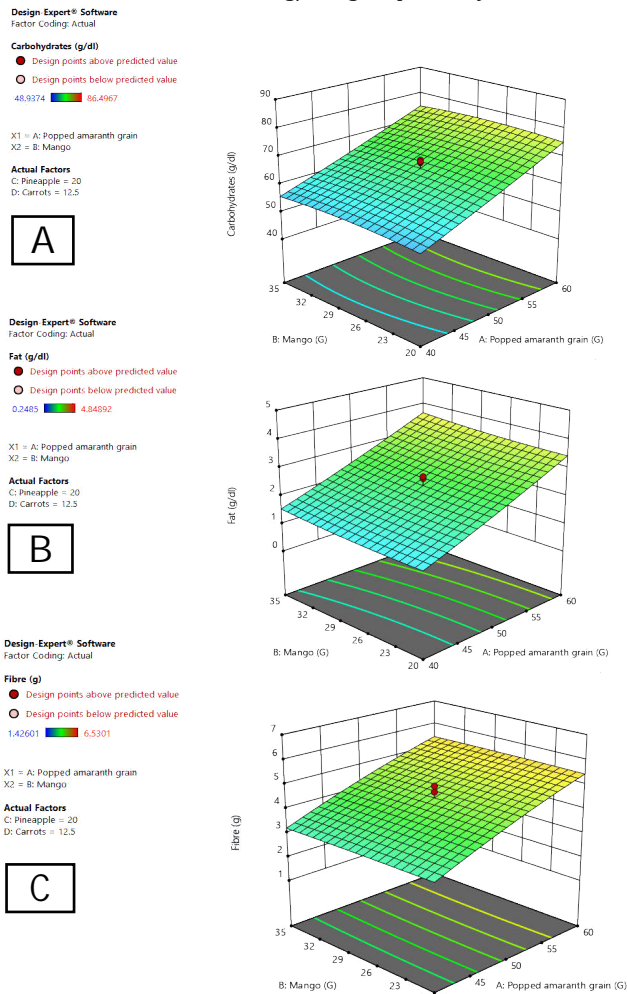 Design-Expert® Software
Factor Coding: Actual
Carbohydrates (g/dl)
Design points above predicted value
Design points below predicted value
48.9374 86.4967
X1 = A: Popped amaranth grain
X2 = B: Mango
Actual Factors
C: Pineapple = 20
D: Carrots = 12.5
A
90
80
70
60
50
40
Carbohydrates (g/dl)
35
32
29
26
23
20
40
45
50
55
60
B: Mango (G)
A: Popped amaranth grain (G)
Design-Expert® Software
Factor Coding: Actual
Fat (g/dl)
Design points above predicted value
Design points below predicted value
0.2485 4.84892
X1 = A: Popped amaranth grain
X2 = B: Mango
Actual Factors
C: Pineapple = 20
D: Carrots = 12.5
B
5
4
3
2
1
0
Fat (g/dl)
35
32
29
26
23
20
40
45
50
55
60
B: Mango (G)
A: Popped amaranth grain (G)
Design-Expert® Software
Factor Coding: Actual
Fibre (g)
Design points above predicted value
Design points below predicted value
1.42601 6.5301
X1 = A: Popped amaranth grain
X2 = B: Mango
Actual Factors
C: Pineapple = 20
D: Carrots = 12.5
C
7
6
5
4
3
2
1
Fibre (g)
35
32
29
26
23
45
50
55
60
B: Mango (G)
A: Popped amaranth grain (G)